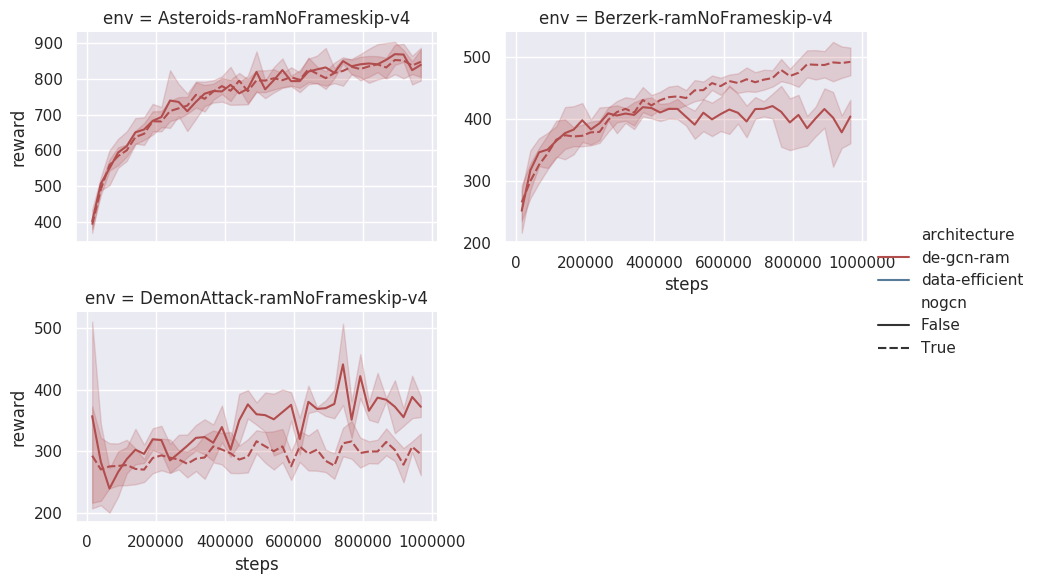 env = Asteroids-ramNoFrameskip-v4
900
800
700
600
500
400
reward
env = Berzerk-ramNoFrameskip-v4
500
400
300
200
0 200000 400000 600000 800000 1000000
steps
architecture
de-gcn-ram
data-efficient
nogcn
False
True
env = DemonAttack-ramNoFrameskip-v4
500
400
300
200
reward
0 200000 400000 600000 800000 1000000
steps